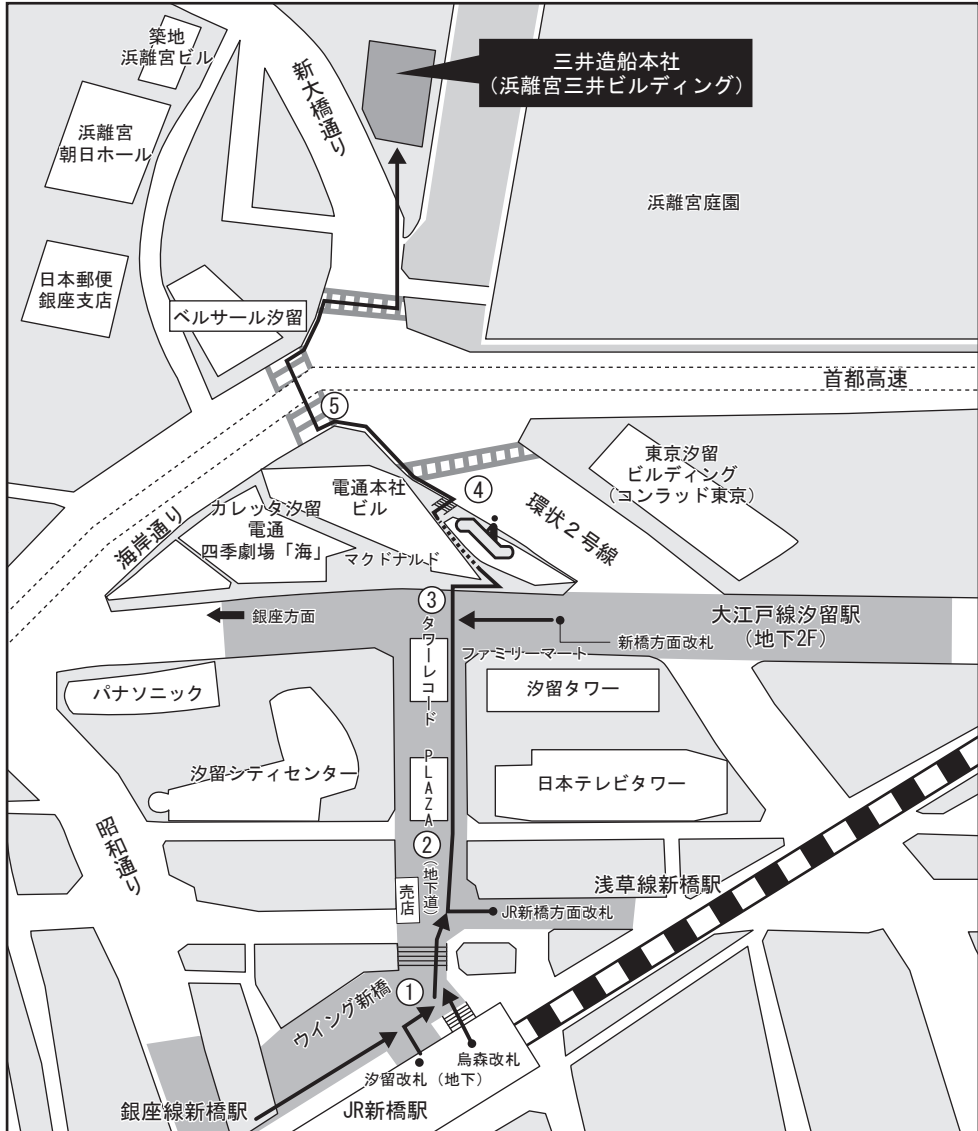 築地
浜離宮ビル
新大橋通り
三井造船本社
(浜離宮三井ビルディング)
浜離宮
朝日ホール
浜離宮庭園
日本郵便
銀座支店
ベルサール汐留
首都高速
⑤
東京汐留
ビルディング
(コンラッド東京)
④
電通本社
ビル
環状2号線
カレッタ汐留
電通
四季劇場「海」
海岸通り
マクドナルド
③
銀座方面
大江戸線汐留駅
(地下2F)
新橋方面改札
タワーレコード
ファミリーマート
パナソニック
汐留タワー
汐留シティセンター
PLAZA
日本テレビタワー
昭和通り
②
(地下道)
売店
浅草線新橋駅
JR新橋方面改札
①
ウイング新橋
烏森改札
汐留改札(地下)
銀座線新橋駅
JR新橋駅